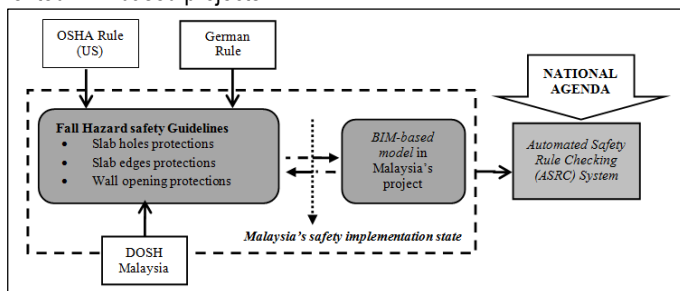 OSHA Rule
(US)
German
Rule
NATIONAL
AGENDA
Fall Hazard safety Guidelines
• Slab holes protections
• Slab edges protections
• Wall opening protections
BIM-based
model in
Malaysia's
project
Automated Safety
Rule Checking
(ASRC) System
Malaysia's safety implementation state
DOSH
Malaysia